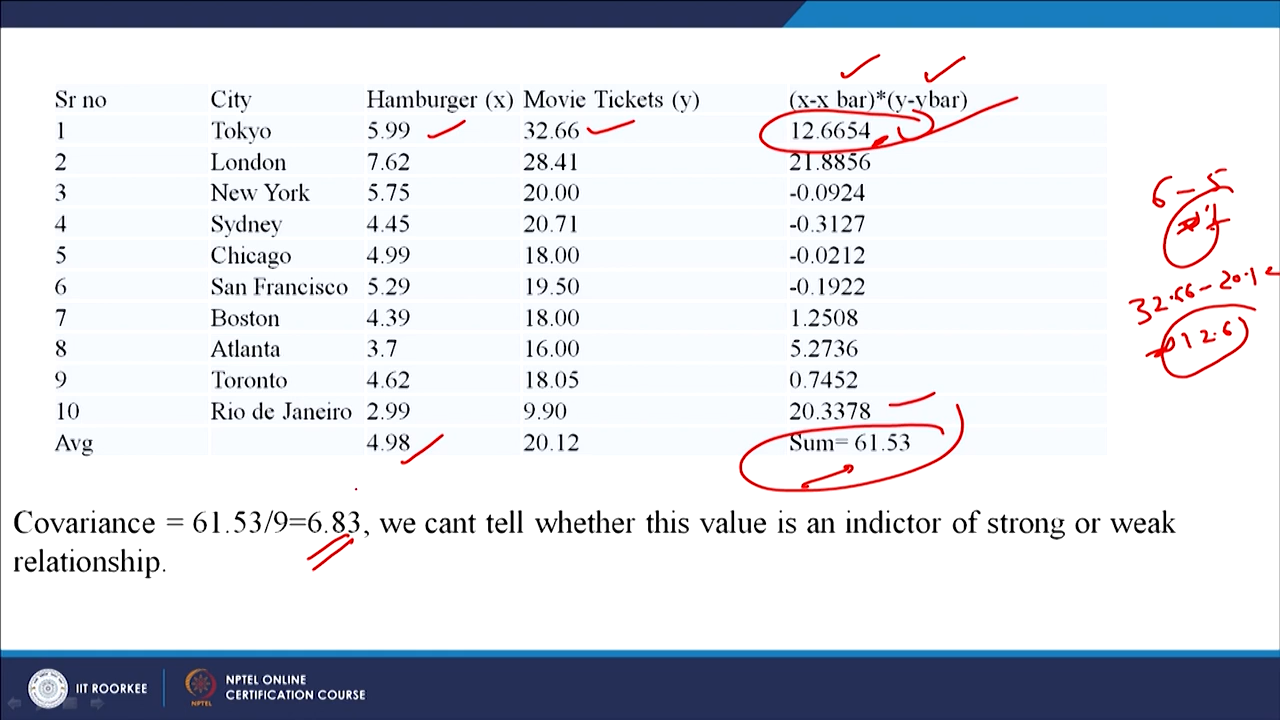 Sr no City Hamburger (x) Movie Tickets (y) (x-x bar)*(y-ybar)
1 Tokyo 5.99 32.66 12.6654
2 London 7.62 28.41 21.8856
3 New York 5.75 20.00 -0.0924
4 Sydney 4.45 20.71 -0.3127
5 Chicago 4.99 18.00 -0.0212
6 San Francisco 5.29 19.50 -0.1922
7 Boston 4.39 18.00 1.2508
8 Atlanta 3.7 16.00 5.2736
9 Toronto 4.62 18.05 0.7452
10 Rio de Janeiro 2.99 9.90 20.3378
Avg 4.98 20.12 Sum= 61.53
6-5
32.66-20.12
12.6
Covariance = 61.53/9=6.83, we cant tell whether this value is an indictor of strong or weak
relationship.
IIT ROORKEE
NPTEL ONLINE
CERTIFICATION COURSE
NPTEL